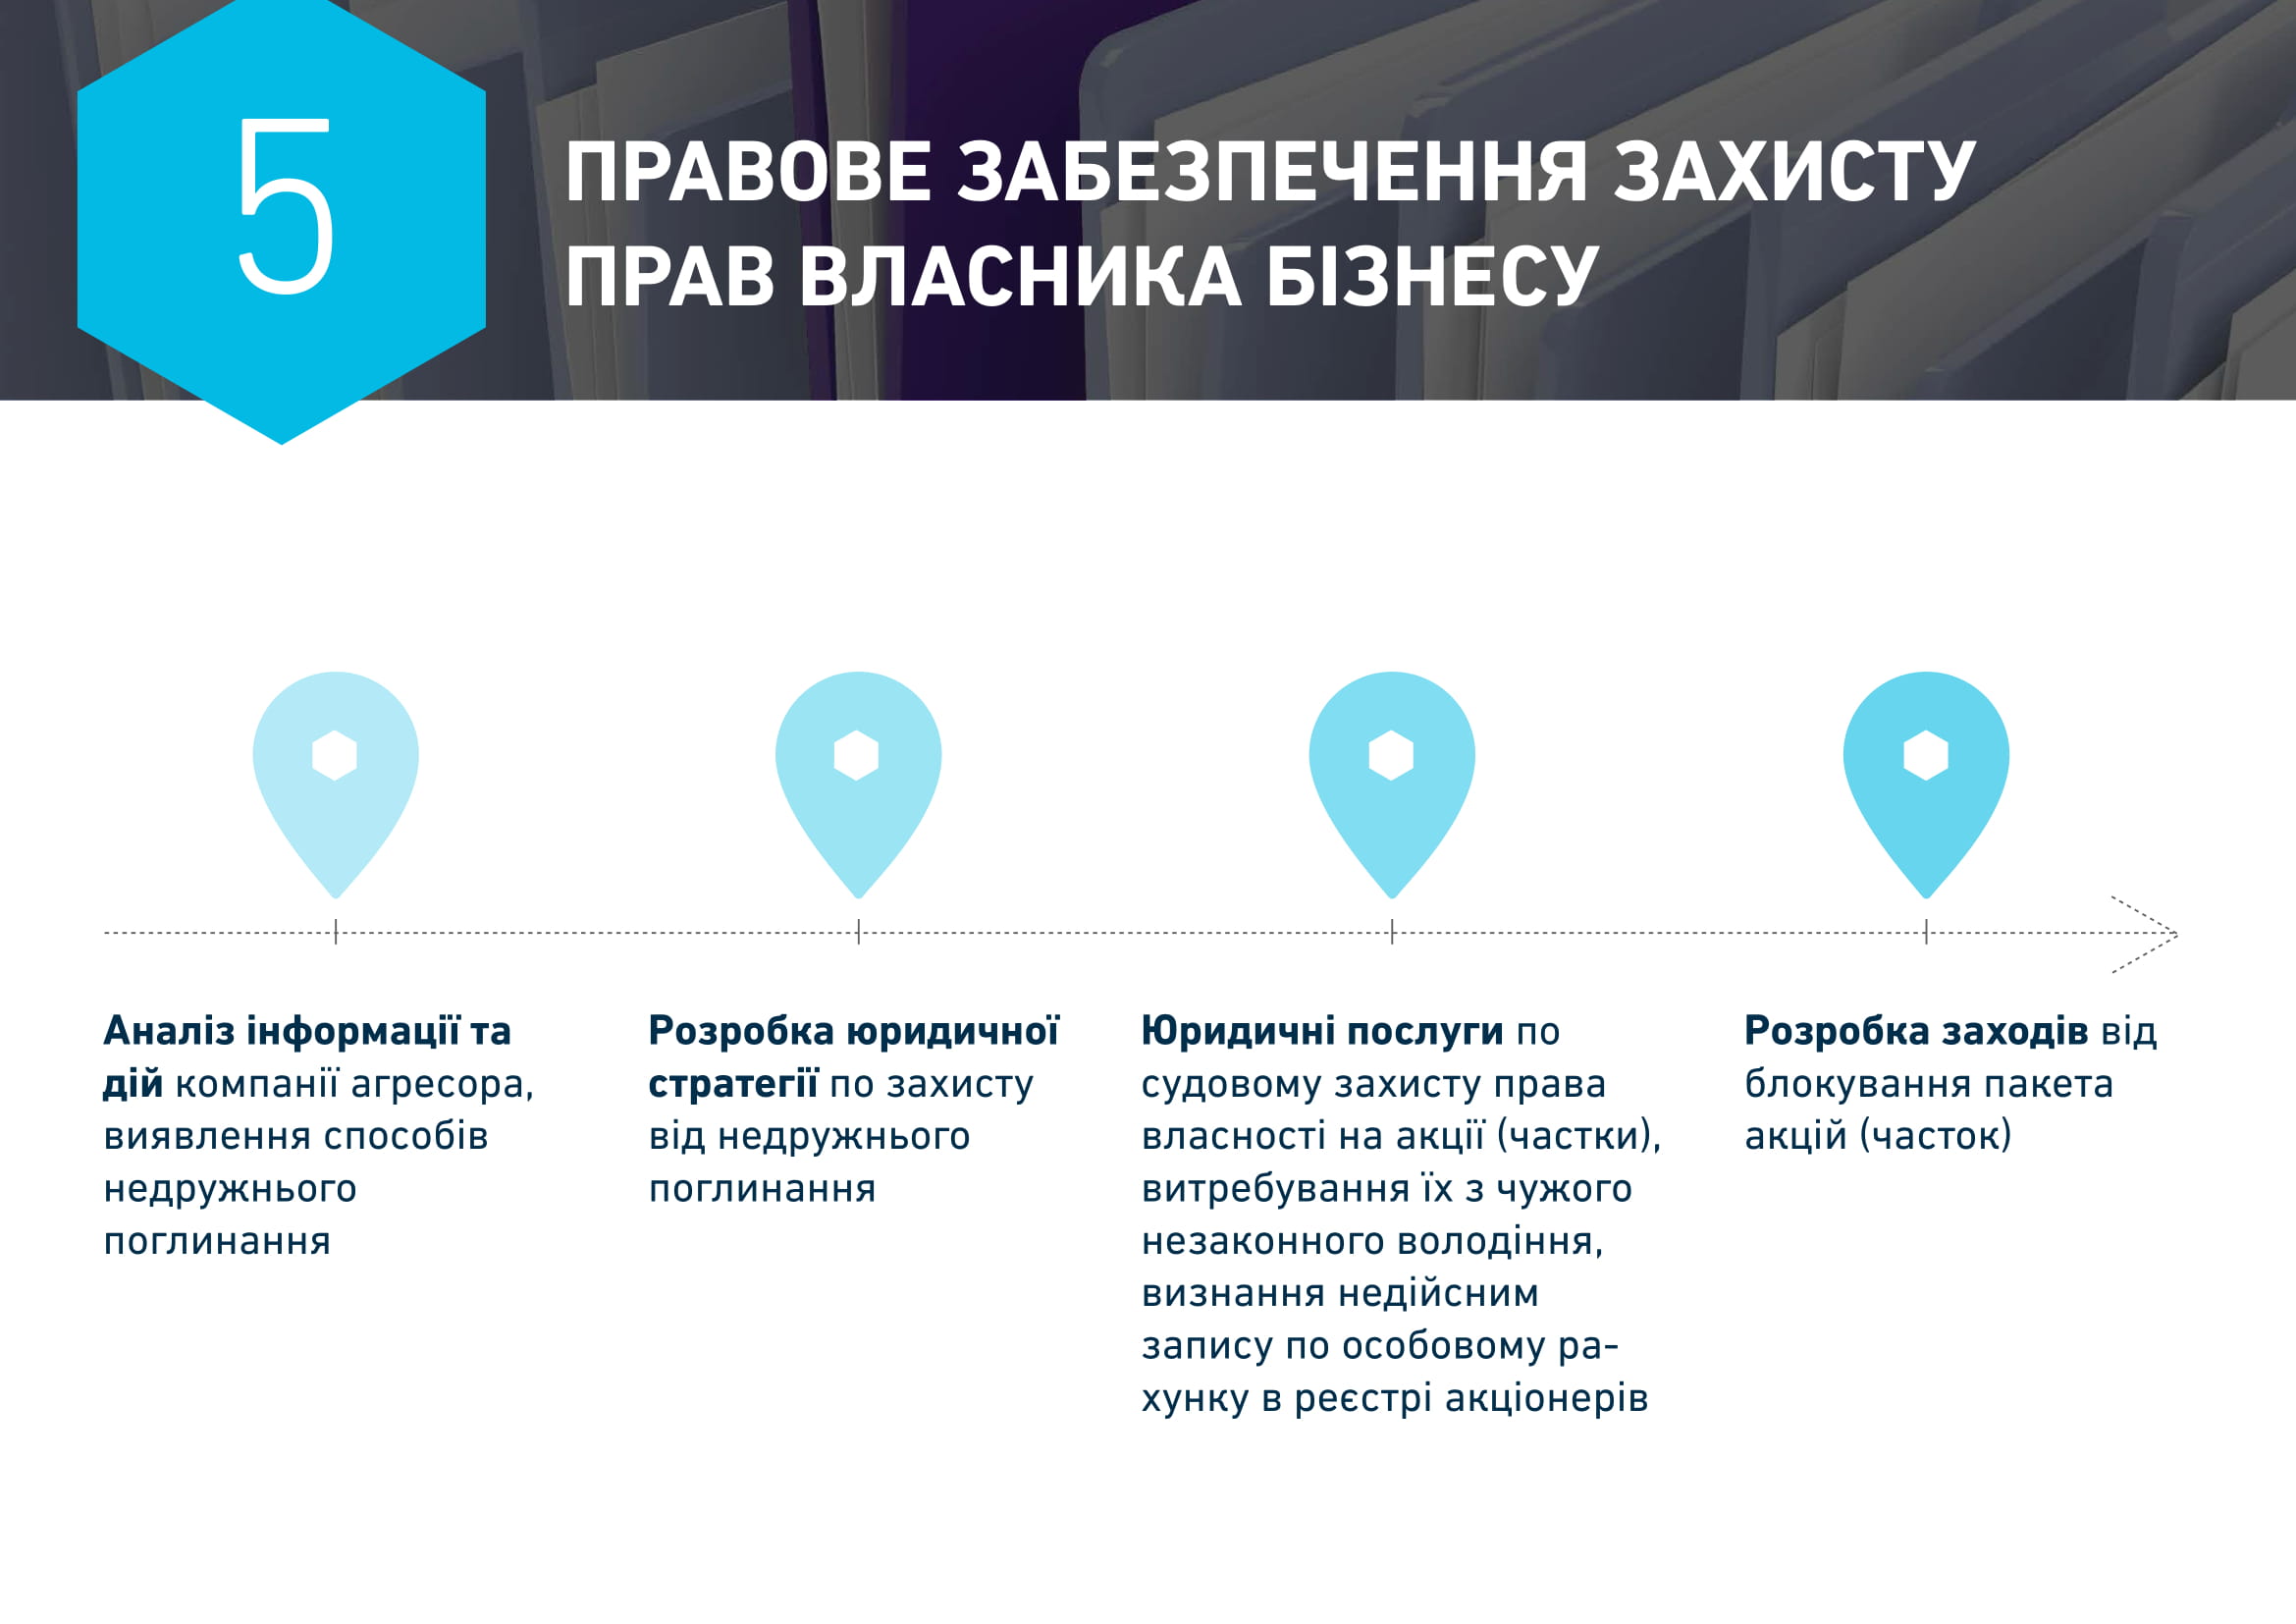 5
ПРАВОВЕ ЗАБЕЗПЕЧЕННЯ ЗАХИСТУ
ПРАВ ВЛАСНИКА БІЗНЕСУ
Аналіз інформації та
дій компанії агресора,
виявлення способів
недружнього
поглинання
Розробка юридичної
стратегії по захисту
від недружнього
поглинання
Юридичні послуги по
судовому захисту права
власності на акції (частки),
витребування їх з чужого
незаконного володіння,
визнання недійсним
запису по особовому ра-
хунку в реєстрі акціонерів
Розробка заходів від
блокування пакета
акцій (часток)